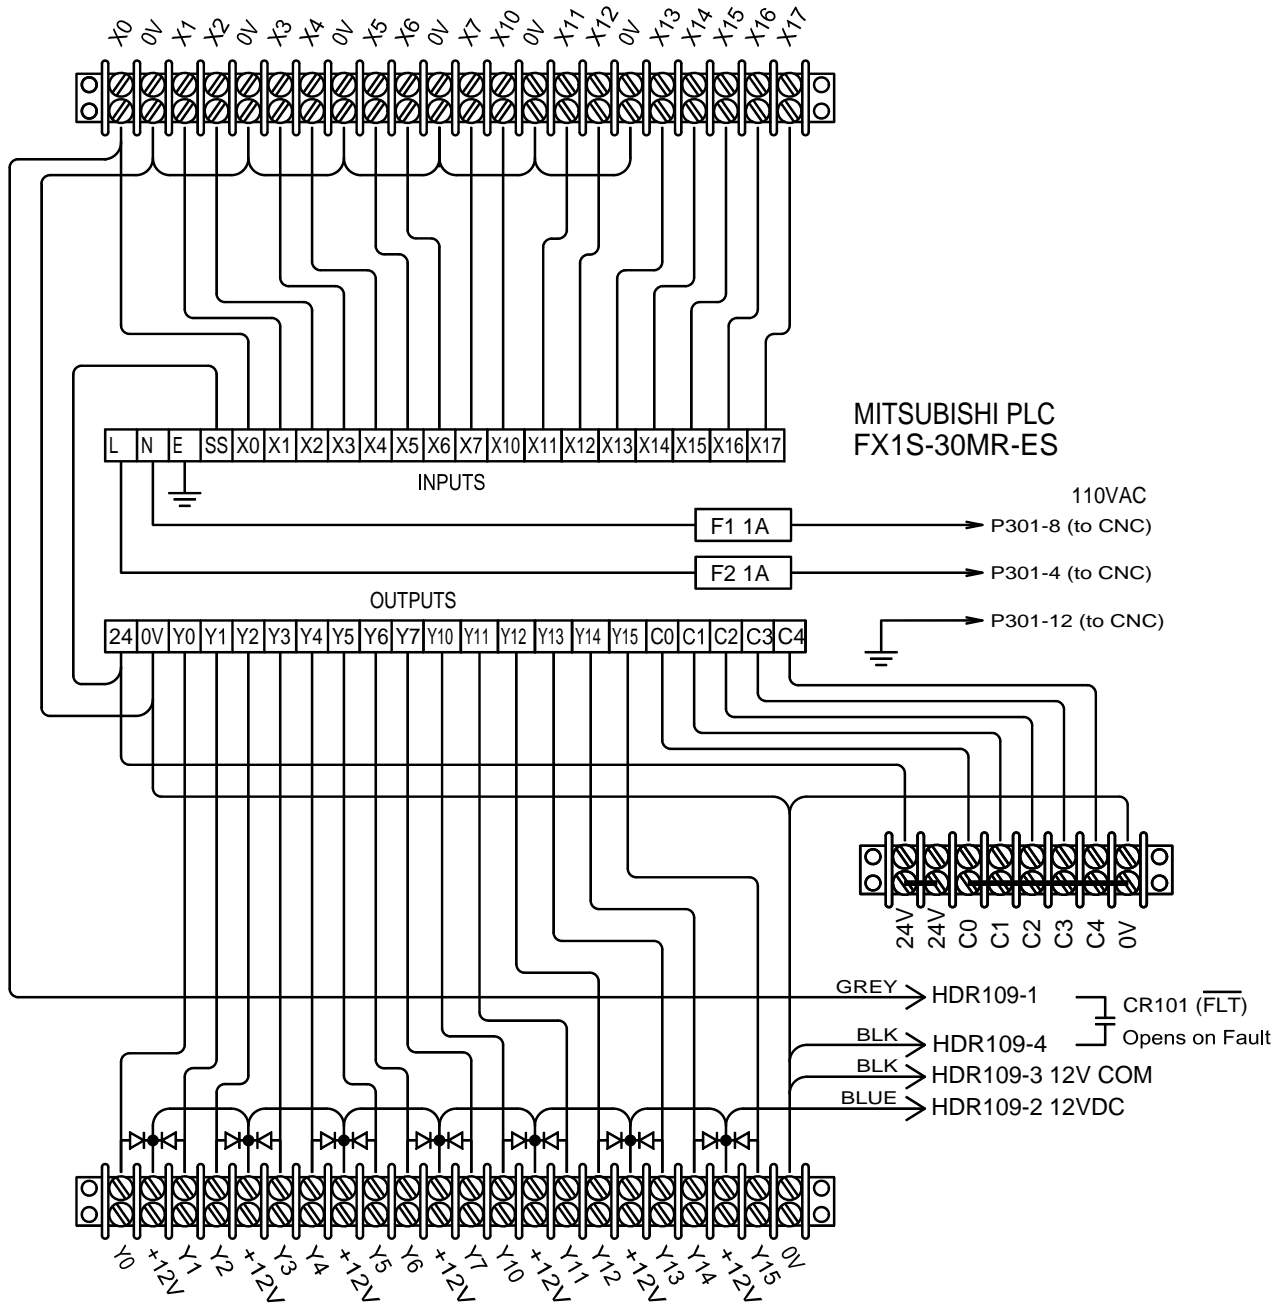 X0 0V X1 X2 0V X3 X4 0V X5 X6 0V X7 X10 0V X11 X12 0V X13 X14 X15 X16 X17
MITSUBISHI PLC
FX1S-30MR-ES
L N E SS X0 X1 X2 X3 X4 X5 X6 X7 X10 X11 X12 X13 X14 X15 X16 X17
INPUTS
110VAC
F1 1A P301-8 (to CNC)
F2 1A P301-4 (to CNC)
OUTPUTS
P301-12 (to CNC)
24 0V Y0 Y1 Y2 Y3 Y4 Y5 Y6 Y7 Y10 Y11 Y12 Y13 Y14 Y15 C0 C1 C2 C3 C4
24V 24V C0 C1 C2 C3 C4 0V
GREY HDR109-1
CR101 (FLT)
Opens on Fault
BLK HDR109-4
BLK HDR109-3 12V COM
BLUE HDR109-2 12VDC
Y0 +12V Y1 Y2 +12V Y3 Y4 +12V Y5 Y6 +12V Y7 Y10 +12V Y11 Y12 +12V Y13 Y14 +12V Y15 0V